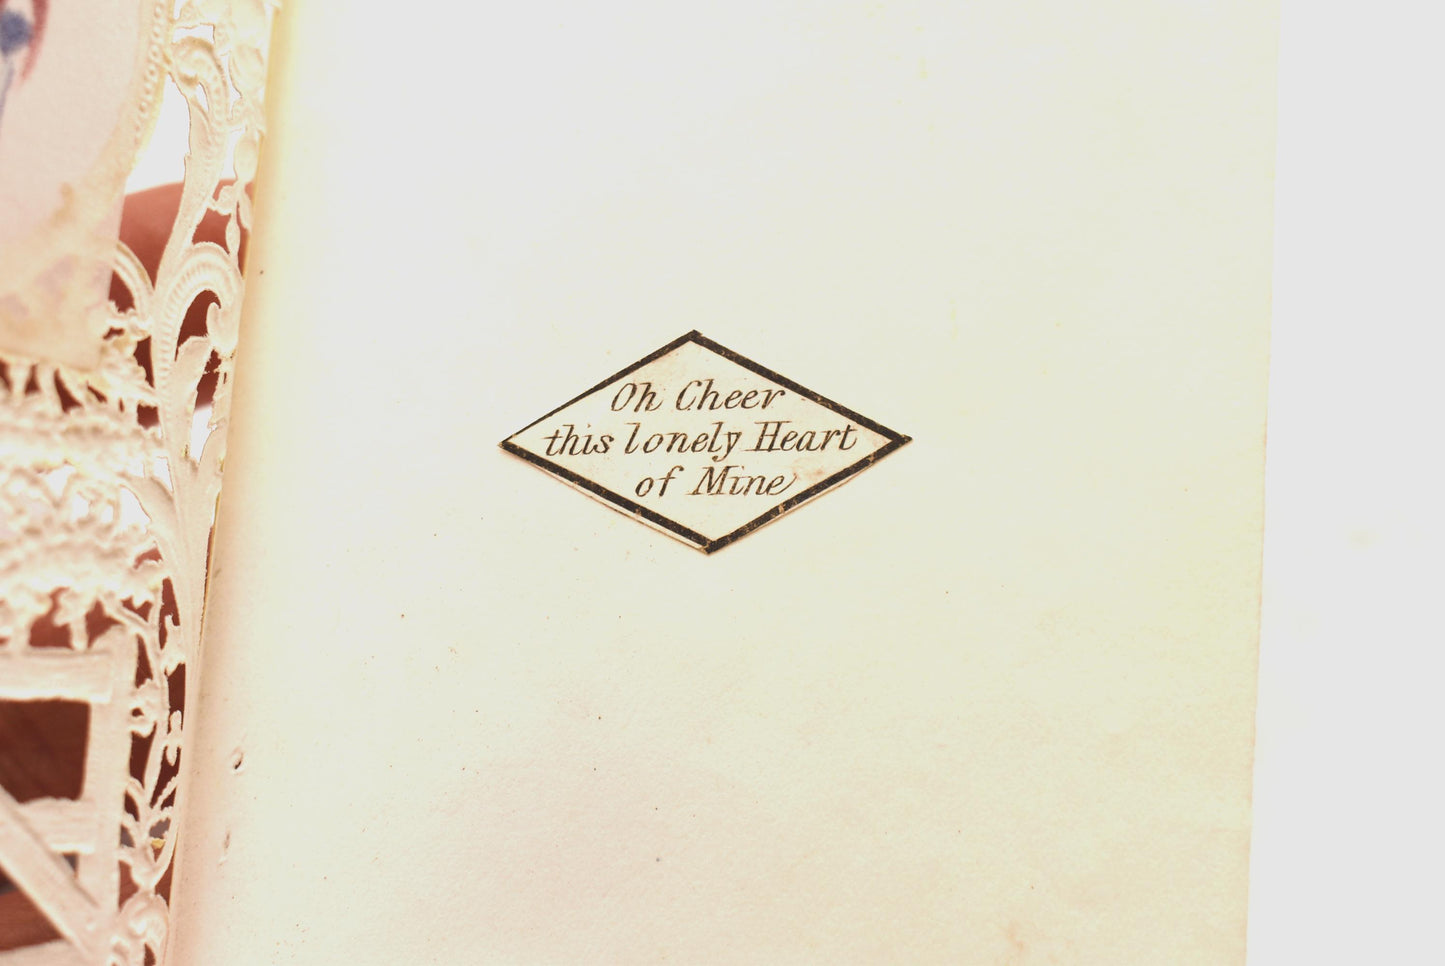 Oh Cheer
this lonely Heart
of Mine